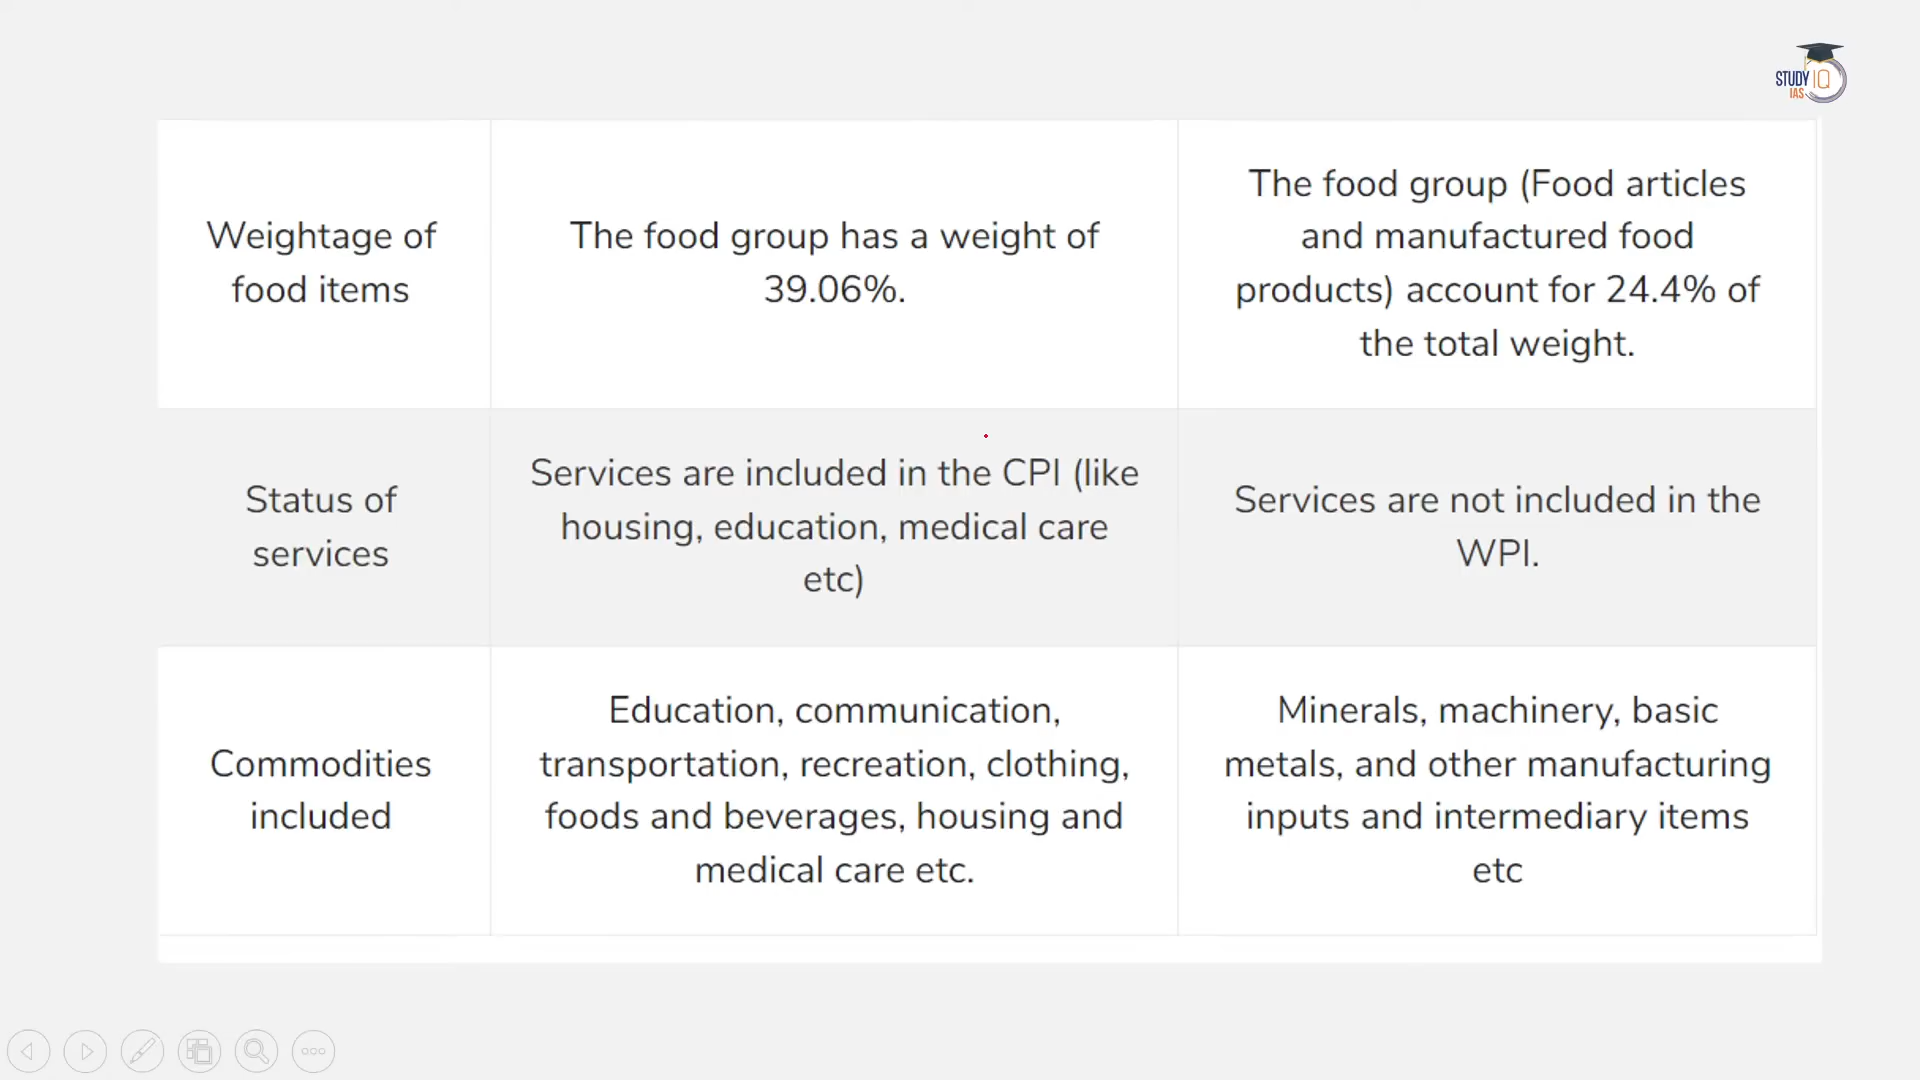 STUDY IQ
IAS
Weightage of
food items
The food group has a weight of
39.06%.
The food group (Food articles
and manufactured food
products) account for 24.4% of
the total weight.
Status of
services
Services are included in the CPI (like
housing, education, medical care
etc)
Services are not included in the
WPI.
Commodities
included
Education, communication,
transportation, recreation, clothing,
foods and beverages, housing and
medical care etc.
Minerals, machinery, basic
metals, and other manufacturing
inputs and intermediary items
etc